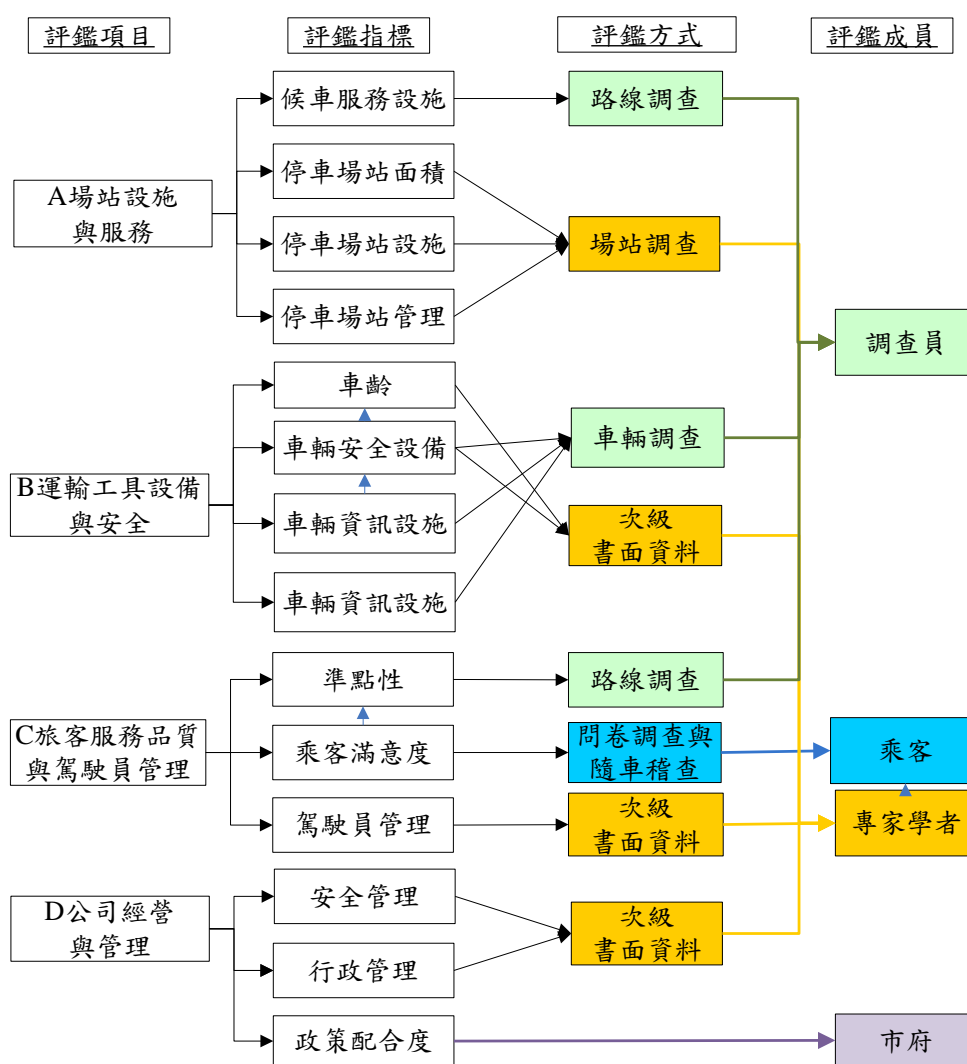 評鑑項目
評鑑指標
評鑑方式
評鑑成員
A場站設施
與服務
候車服務設施
停車場站面積
停車場站設施
停車場站管理
路線調查
場站調查
調查員
B運輸工具設備
與安全
車齡
車輛安全設備
車輛資訊設施
車輛資訊設施
車輛調查
次級
書面資料
C旅客服務品質
與駕駛員管理
準點性
乘客滿意度
駕駛員管理
路線調查
問卷調查與
隨車稽查
次級
書面資料
乘客
專家學者
D公司經營
與管理
安全管理
行政管理
政策配合度
次級
書面資料
市府